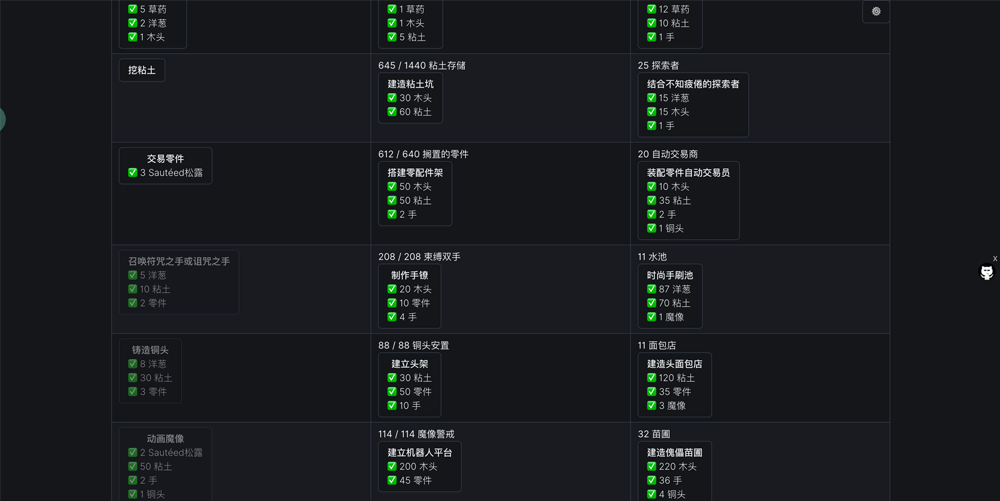 ✅ 5 草药
✅ 2 洋葱
✅ 1 木头
✅ 1 草药
✅ 1 木头
✅ 5 粘土
✅ 12 草药
✅ 10 粘土
✅ 1 手
挖粘土
645 / 1440 粘土存储
建造粘土坑
✅ 30 木头
✅ 60 粘土
25 探索者
结合不知疲倦的探索者
✅ 15 洋葱
✅ 15 木头
✅ 1 手
交易零件
✅ 3 Sautéed松露
612 / 640 搁置的零件
搭建零配件架
✅ 50 木头
✅ 50 粘土
✅ 2 手
20 自动交易商
装配零件自动交易员
✅ 10 木头
✅ 35 粘土
✅ 2 手
✅ 1 铜头
召唤符咒之手或诅咒之手
✅ 5 洋葱
✅ 10 粘土
✅ 2 零件
208 / 208 束缚双手
制作手镣
✅ 20 木头
✅ 10 零件
✅ 4 手
11 水池
时尚手刷池
✅ 87 洋葱
✅ 70 粘土
✅ 1 魔像
x
铸造铜头
✅ 8 洋葱
✅ 30 粘土
✅ 3 零件
88 / 88 铜头安置
建立头架
✅ 30 粘土
✅ 50 零件
✅ 10 手
11 面包店
建造头面包店
✅ 120 粘土
✅ 35 零件
✅ 3 魔像
动画魔像
✅ 2 Sautéed松露
✅ 50 粘土
✅ 2 手
✅ 1 铜头
114 / 114 魔像警戒
建立机器人平台
✅ 200 木头
✅ 45 零件
32 苗圃
建造傀儡苗圃
✅ 220 木头
✅ 36 手
✅ 4 铜头